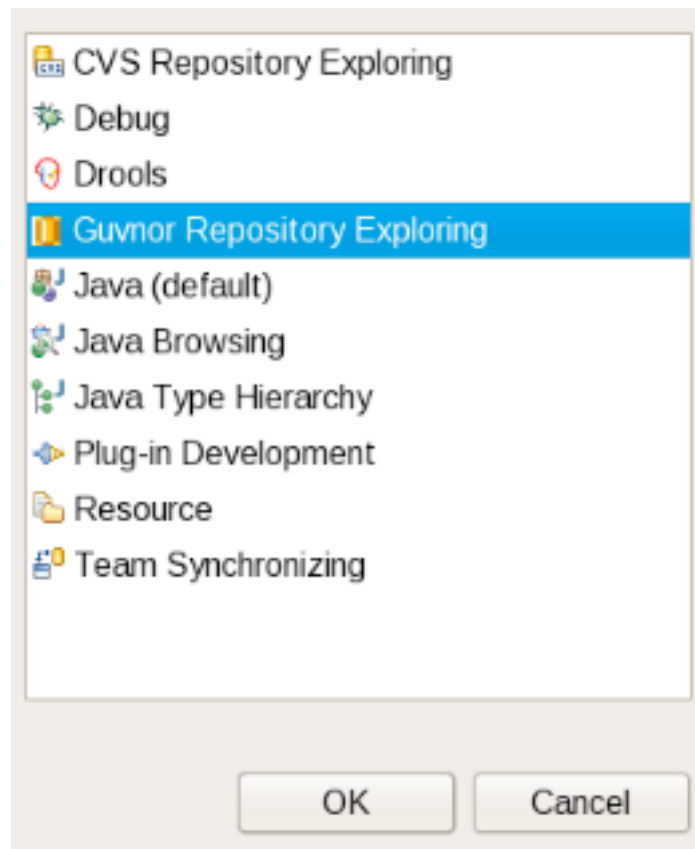 CVS Repository Exploring
Debug
Drools
Guvnor Repository Exploring
Java (default)
Java Browsing
Java Type Hierarchy
Plug-in Development
Resource
Team Synchronizing
OK
Cancel